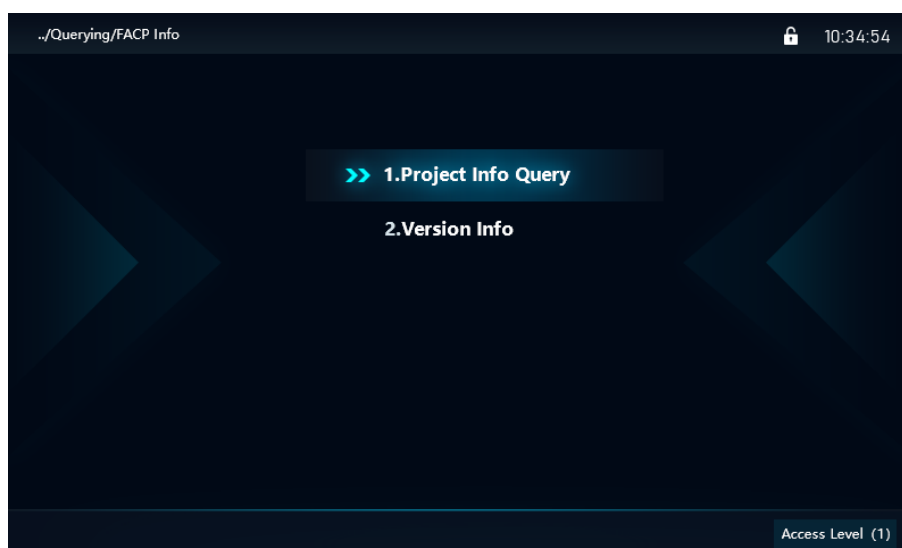 ../Querying/FACP Info
10:34:54
1.Project Info Query
2.Version Info
Access Level (1)